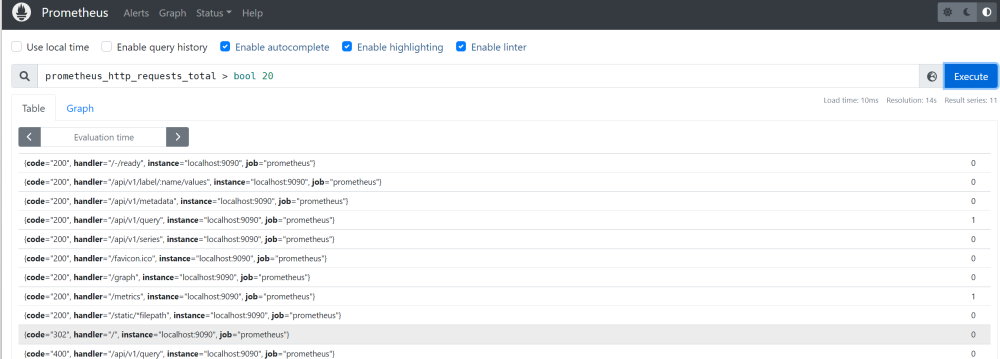 Prometheus Alerts Graph Status Help
Use local time Enable query history Enable autocomplete Enable highlighting Enable linter
prometheus_http_requests_total > bool 20 Execute
Table Graph Load time: 10ms Resolution: 14s Result series: 11
Evaluation time
{code="200", handler="/-/ready", instance="localhost:9090", job="prometheus"} 0
{code="200", handler="/api/v1/label/:name/values", instance="localhost:9090", job="prometheus"} 0
{code="200", handler="/api/v1/metadata", instance="localhost:9090", job="prometheus"} 0
{code="200", handler="/api/v1/query", instance="localhost:9090", job="prometheus"} 1
{code="200", handler="/api/v1/series", instance="localhost:9090", job="prometheus"} 0
{code="200", handler="/favicon.ico", instance="localhost:9090", job="prometheus"} 0
{code="200", handler="/graph", instance="localhost:9090", job="prometheus"} 0
{code="200", handler="/metrics", instance="localhost:9090", job="prometheus"} 1
{code="200", handler="/static/*filepath", instance="localhost:9090", job="prometheus"} 0
{code="302", handler="/", instance="localhost:9090", job="prometheus"} 0
{code="400", handler="/api/v1/query", instance="localhost:9090", job="prometheus"} 0